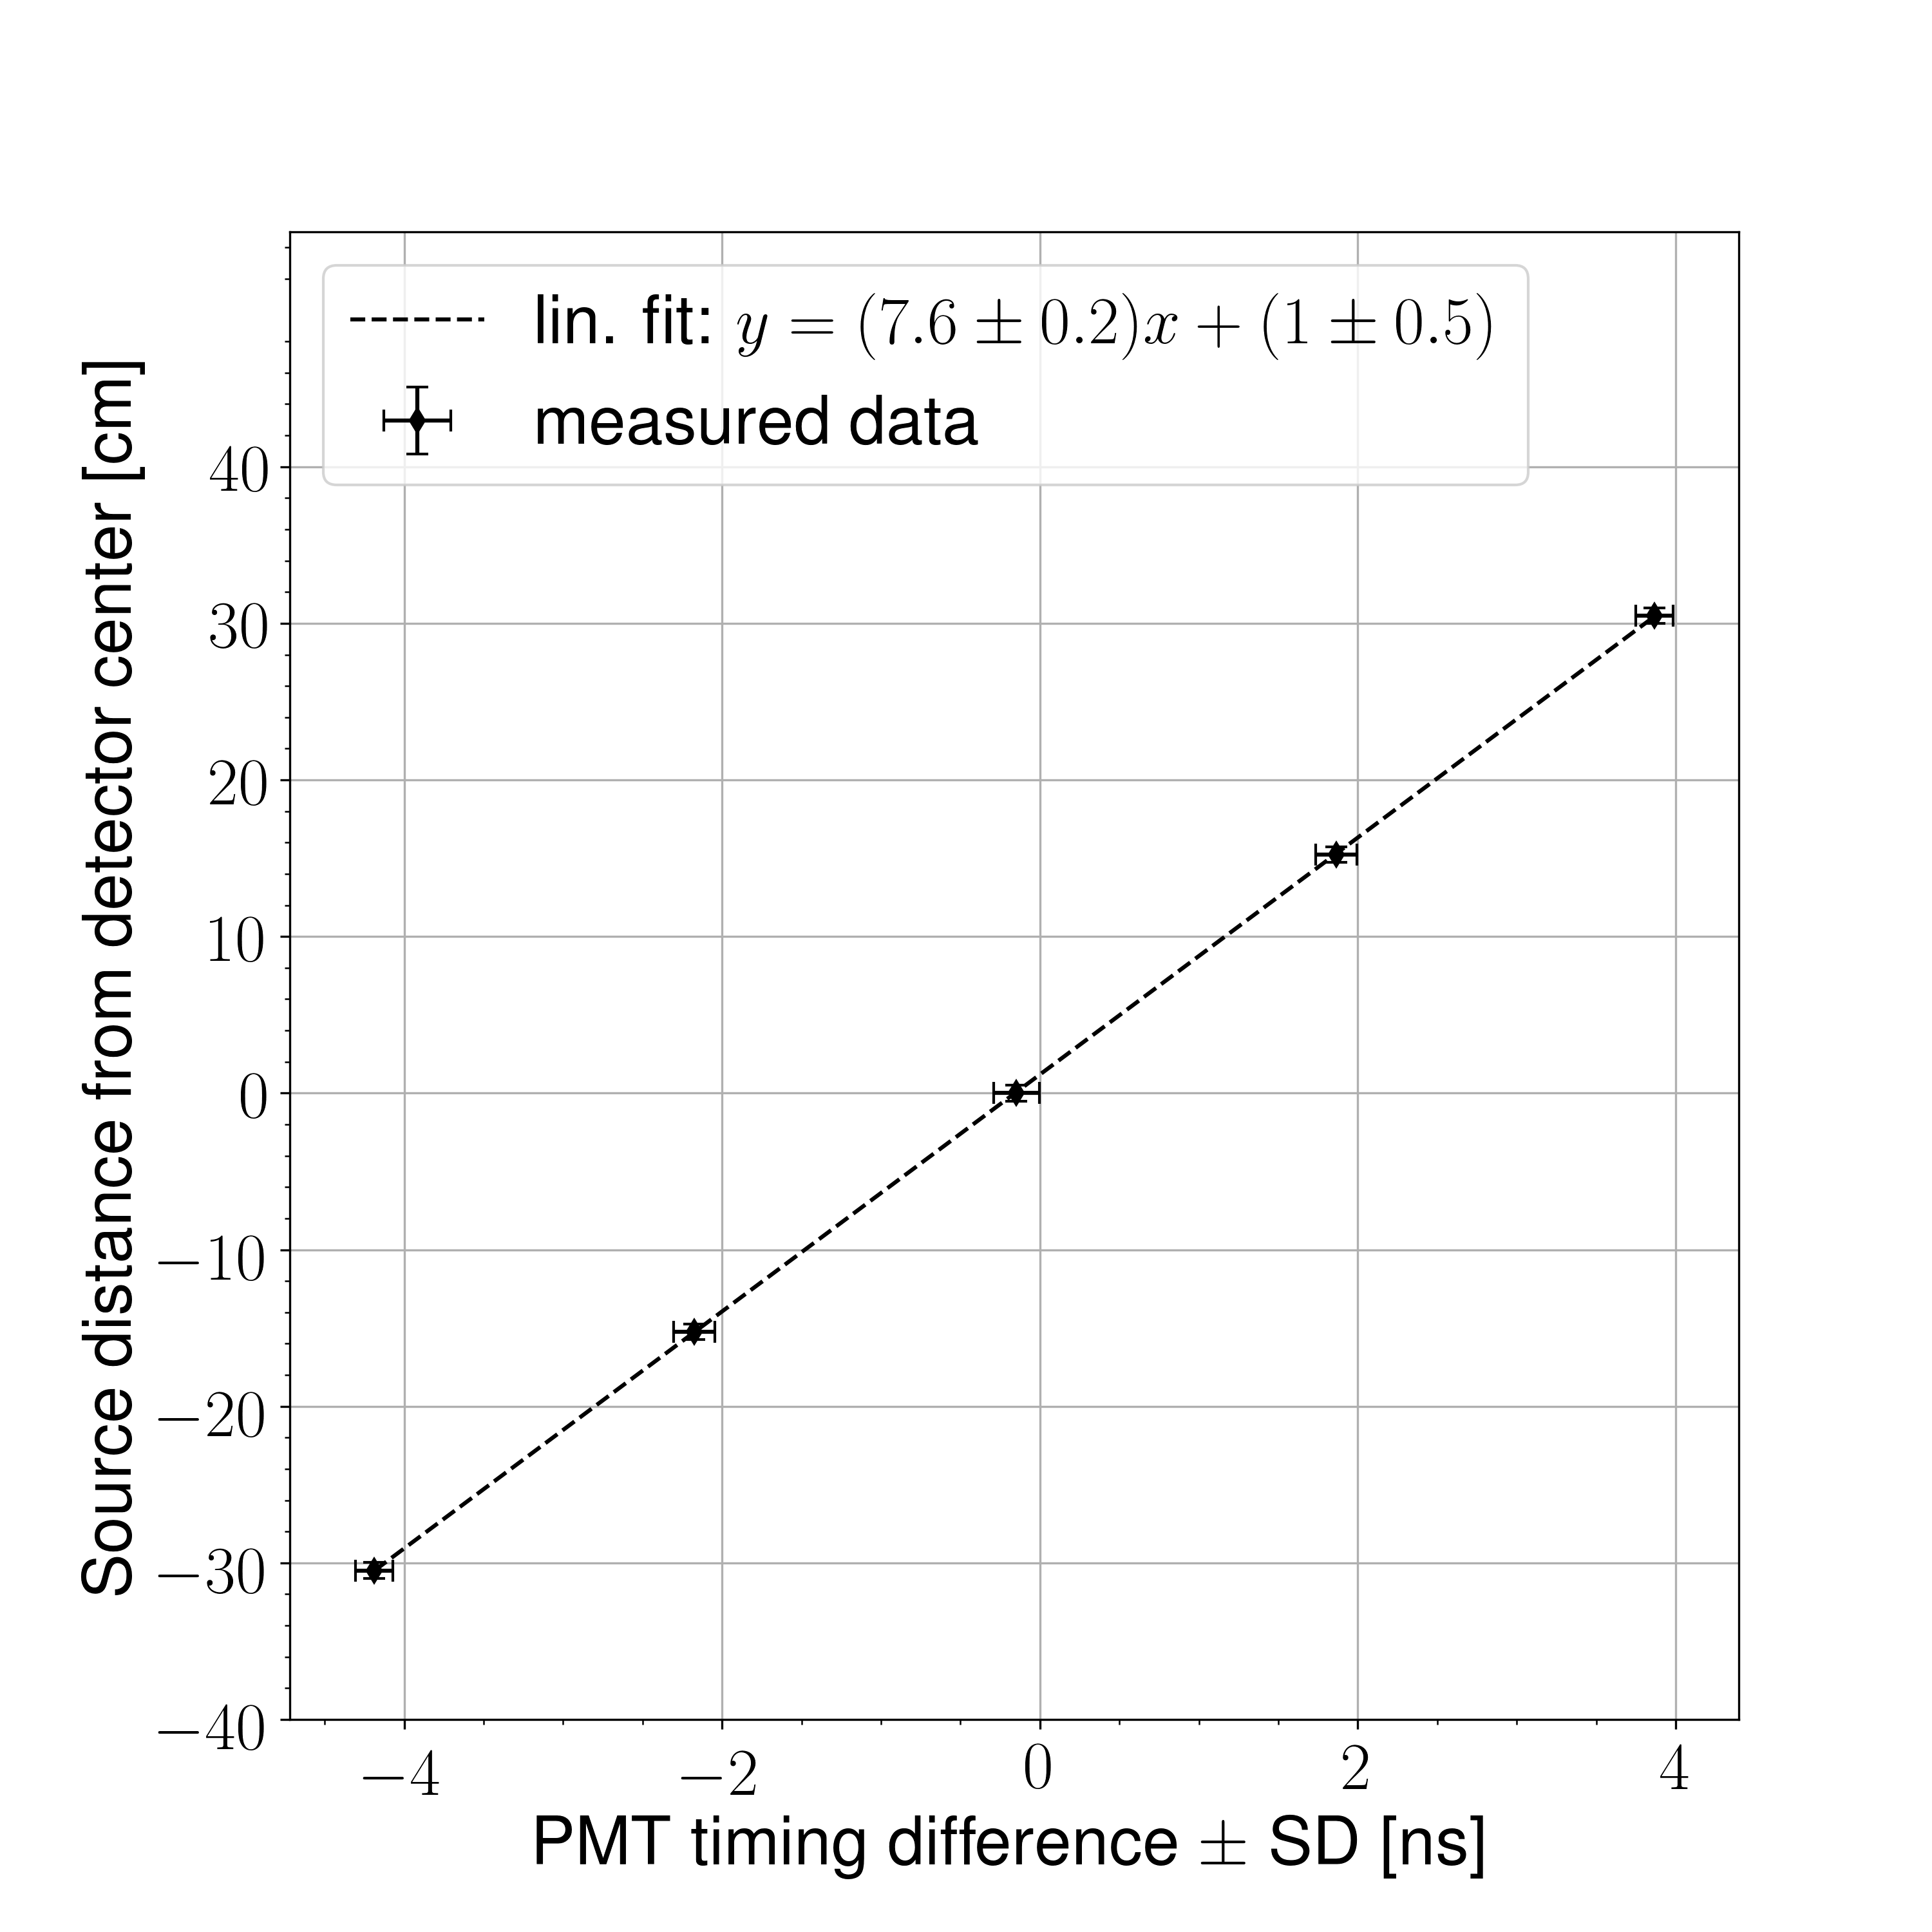 lin. fit: y = (7.6 ± 0.2)x + (1 ± 0.5)
measured data
Source distance from detector center [cm]
40
30
20
10
0
−10
−20
−30
−40
−4 −2 0 2 4
PMT timing difference ± SD [ns]